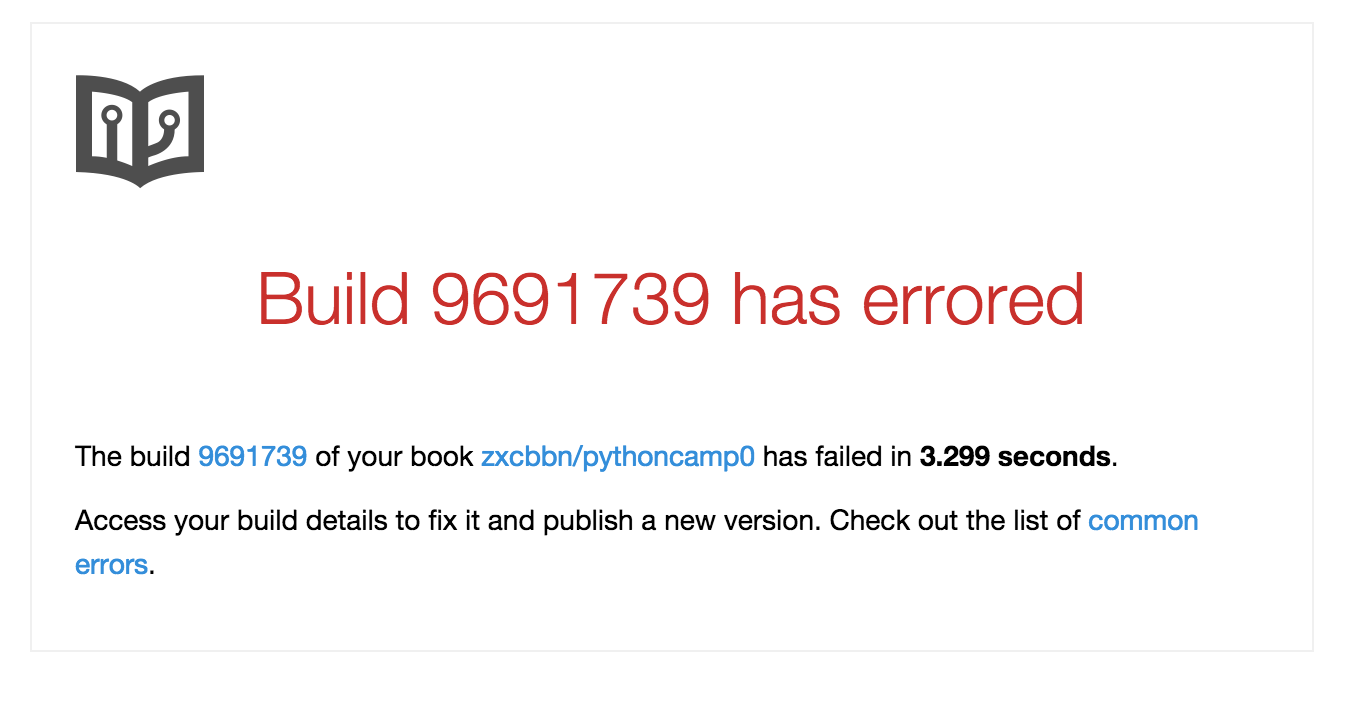 Build 9691739 has errored
The build 9691739 of your book zxcbbn/pythoncamp0 has failed in 3.299 seconds.
Access your build details to fix it and publish a new version. Check out the list of common
errors.